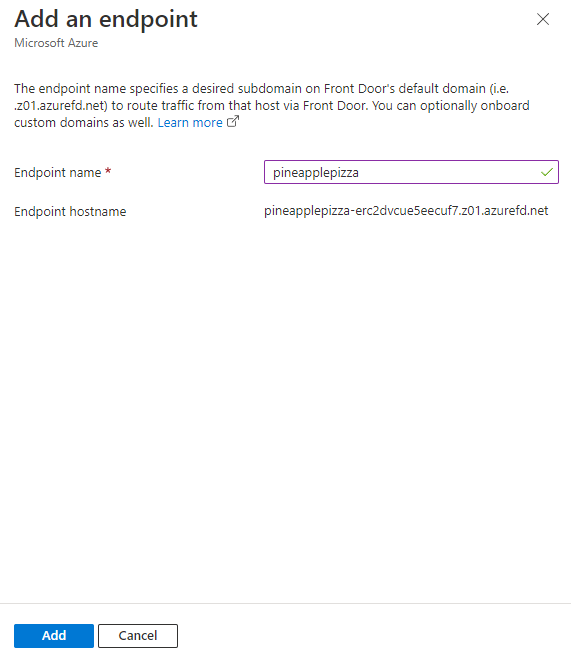 Add an endpoint
Microsoft Azure
The endpoint name specifies a desired subdomain on Front Door's default domain (i.e.
.z01.azurefd.net) to route traffic from that host via Front Door. You can optionally onboard
custom domains as well. Learn more
Endpoint name *
pineapplepizza
Endpoint hostname
pineapplepizza-erc2dvcue5eecuf7.z01.azurefd.net
Add
Cancel